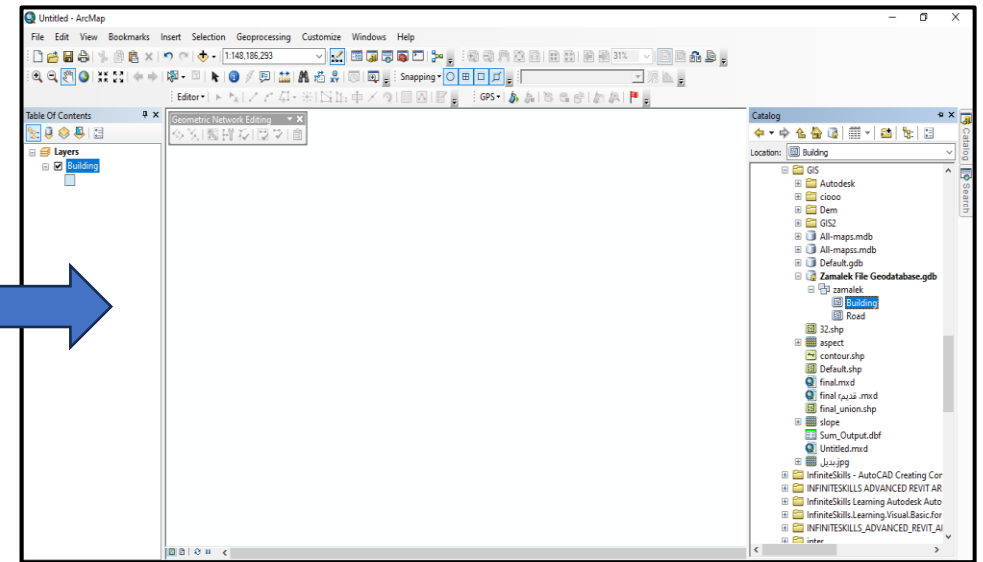 Untitled - ArcMap
File Edit View Bookmarks Insert Selection Geoprocessing Customize Windows Help
1:148,186,293
31%
Snapping
Editor
GPS
Table Of Contents
Layers
Building
Geometric Network Editing
Catalog
Location: Building
GIS
Autodesk
ciooo
Dem
GIS2
All-maps.mdb
All-mapss.mdb
Default.gdb
Zamalek File Geodatabase.gdb
zamalek
Building
Road
32.shp
aspect
contour.shp
Default.shp
final.mxd
final قديم .mxd
final_union.shp
slope
Sum_Output.dbf
Untitled.mxd
بديل.jpg
InfiniteSkills - AutoCAD Creating Cor
INFINITESKILLS ADVANCED REVIT AR
InfiniteSkills Learning Autodesk Auto
InfiniteSkills.Learning.Visual.Basic.for
INFINITESKILLS_ADVANCED_REVIT_AI
inter
Catalog
Search